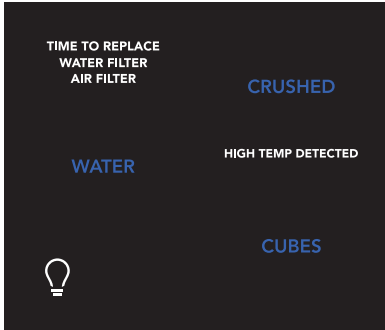 TIME TO REPLACE
WATER FILTER
AIR FILTER
CRUSHED
HIGH TEMP DETECTED
WATER
CUBES